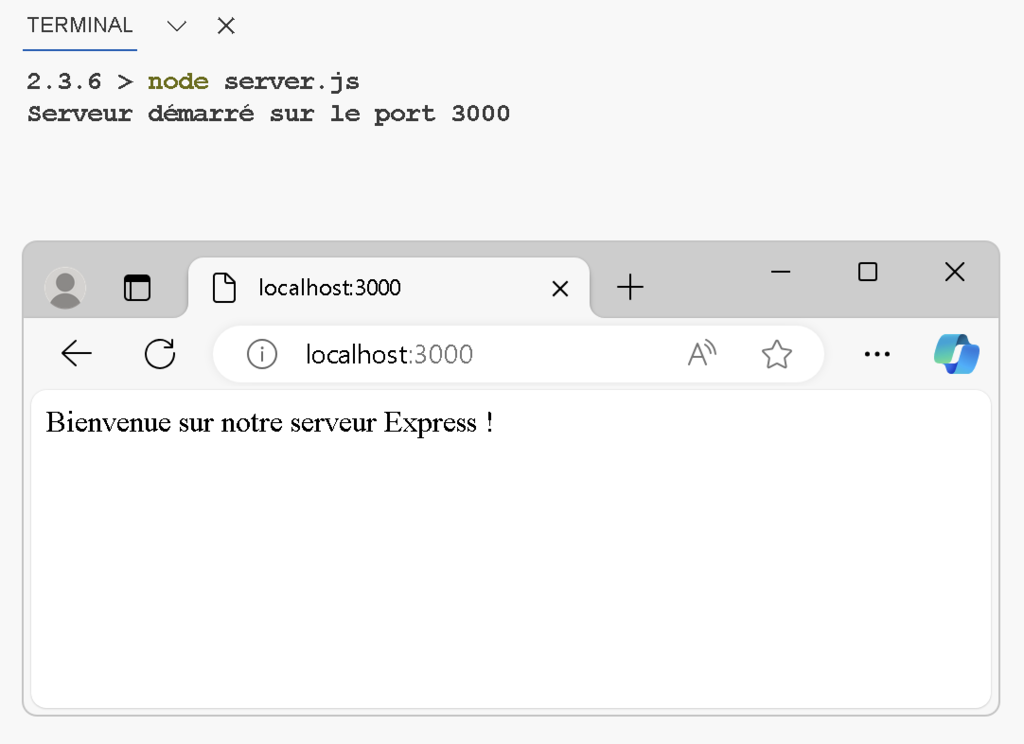 TERMINAL
2.3.6 > node server.js
Serveur démarré sur le port 3000
localhost:3000
localhost:3000
Bienvenue sur notre serveur Express !